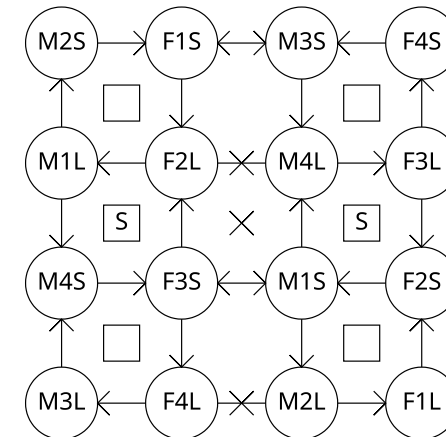 M2S F1S M3S F4S
M1L F2L M4L F3L
S S
M4S F3S M1S F2S
M3L F4L M2L F1L